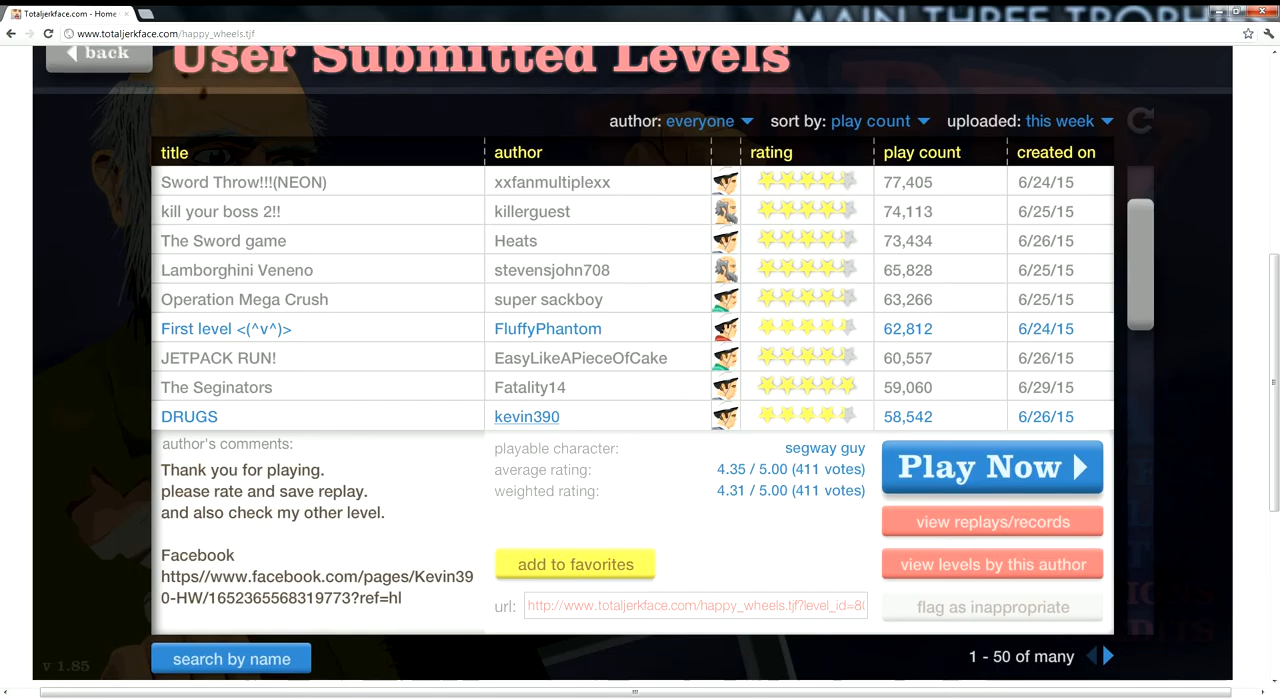 Totaljerkface.com - Home
MAIN THREE TROPHI
www.totaljerkface.com/happy_wheels.tjf
back
User Submitted Levels
author: everyone sort by: play count uploaded: this week
title author rating play count created on
Sword Throw!!!(NEON) xxfanmultiplexx 77,405 6/24/15
kill your boss 2!! killerguest 74,113 6/25/15
The Sword game Heats 73,434 6/26/15
Lamborghini Veneno stevensjohn708 65,828 6/25/15
Operation Mega Crush super sackboy 63,266 6/25/15
First level <(^v^)> FluffyPhantom 62,812 6/24/15
JETPACK RUN! EasyLikeAPieceOfCake 60,557 6/26/15
The Seginators Fatality14 59,060 6/29/15
DRUGS kevin390 58,542 6/26/15
author's comments:
Thank you for playing.
please rate and save replay.
and also check my other level.
Facebook
https//www.facebook.com/pages/Kevin39
0-HW/1652365568319773?ref=hl
playable character: segway guy
average rating: 4.35 / 5.00 (411 votes)
weighted rating: 4.31 / 5.00 (411 votes)
add to favorites
url: http://www.totaljerkface.com/happy_wheels.tjf?level_id=80
Play Now
view replays/records
view levels by this author
flag as inappropriate
v 1.85
search by name
1 - 50 of many